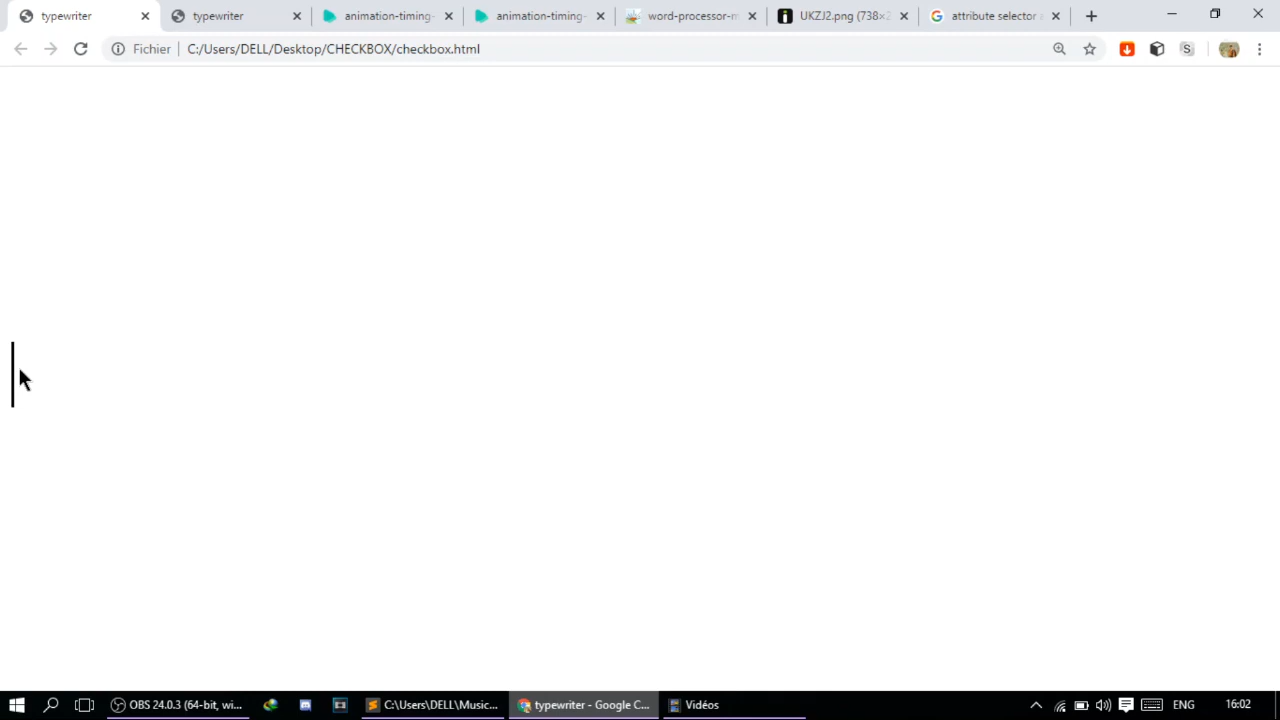 typewriter
typewriter
animation-timing-
animation-timing-
word-processor-m
UKZJ2.png (738×2
attribute selector a
Fichier
C:/Users/DELL/Desktop/CHECKBOX/checkbox.html
S
OBS 24.0.3 (64-bit, wi...
C:\Users\DELL\Music...
typewriter - Google C...
Vidéos
ENG
16:02